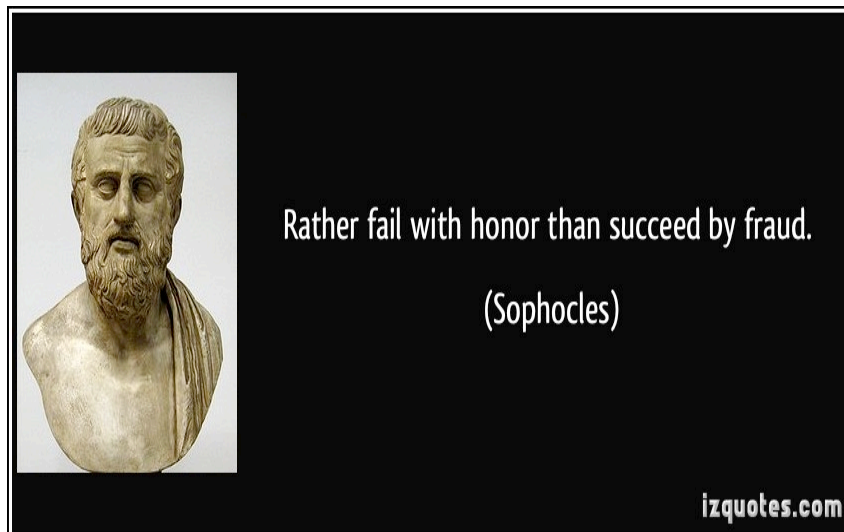 Rather fail with honor than succeed by fraud.
(Sophocles)
izquotes.com